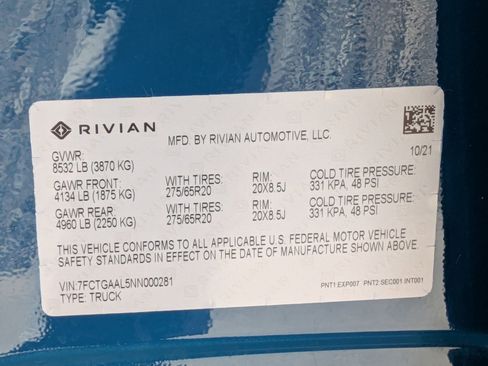 RIVIAN
MFD. BY RIVIAN AUTOMOTIVE, LLC.
10/21
GVWR:
8532 LB (3870 KG)
GAWR FRONT: WITH TIRES: RIM: COLD TIRE PRESSURE:
4134 LB (1875 KG) 275/65R20 20X8.5J 331 KPA, 48 PSI
GAWR REAR: WITH TIRES: RIM: COLD TIRE PRESSURE:
4960 LB (2250 KG) 275/65R20 20X8.5J 331 KPA, 48 PSI
THIS VEHICLE CONFORMS TO ALL APPLICABLE U.S. FEDERAL MOTOR VEHICLE
SAFETY STANDARDS IN EFFECT ON THE DATE OF MANUFACTURE SHOWN ABOVE.
VIN:7FCTGAAL5NN000281
TYPE: TRUCK
PNT1:EXP007 PNT2:SEC001 INT001